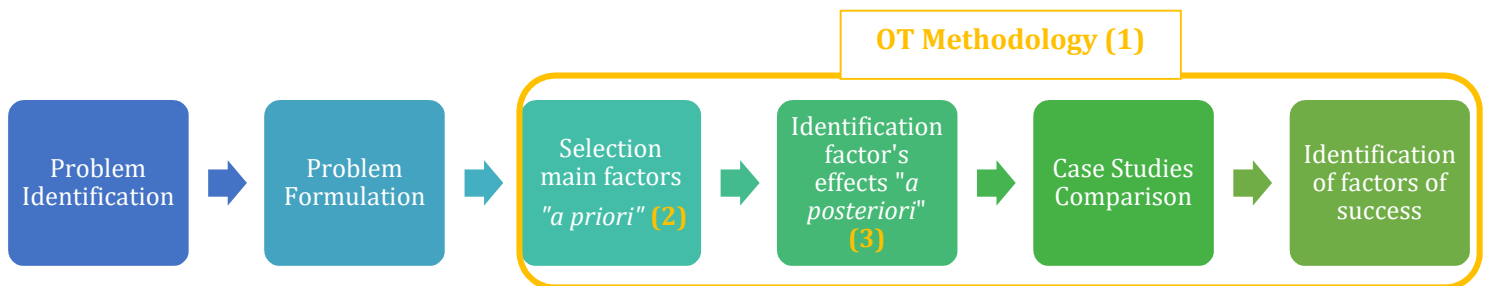 OT Methodology (1)
Problem
Identification
Problem
Formulation
Selection
main factors
"a priori" (2)
Identification
factor's
effects "a
posteriori"
(3)
Case Studies
Comparison
Identification
of factors of
success